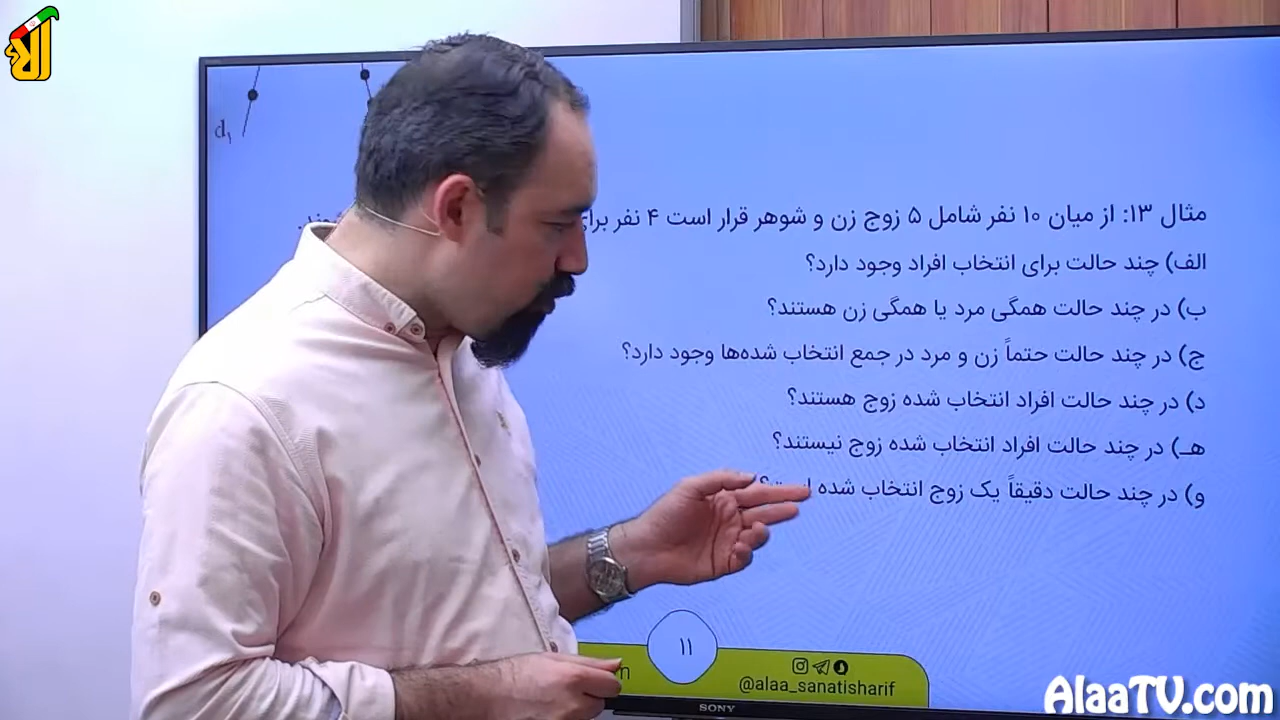 d₁
مثال ۱۳: از میان ۱۰ نفر شامل ۵ زوج زن و شوهر قرار است ۴ نفر
الف) چند حالت برای انتخاب افراد وجود دارد؟
ب) در چند حالت همگی مرد یا همگی زن هستند؟
ج) در چند حالت حتماً زن و مرد در جمع انتخاب شده‌ها وجود دارد؟
د) در چند حالت افراد انتخاب شده زوج هستند؟
هـ) در چند حالت افراد انتخاب شده زوج نیستند؟
و) در چند حالت دقیقاً یک زوج انتخاب شده
۱۱
@alaa_sanatisharif
SONY
AlaaTV.com